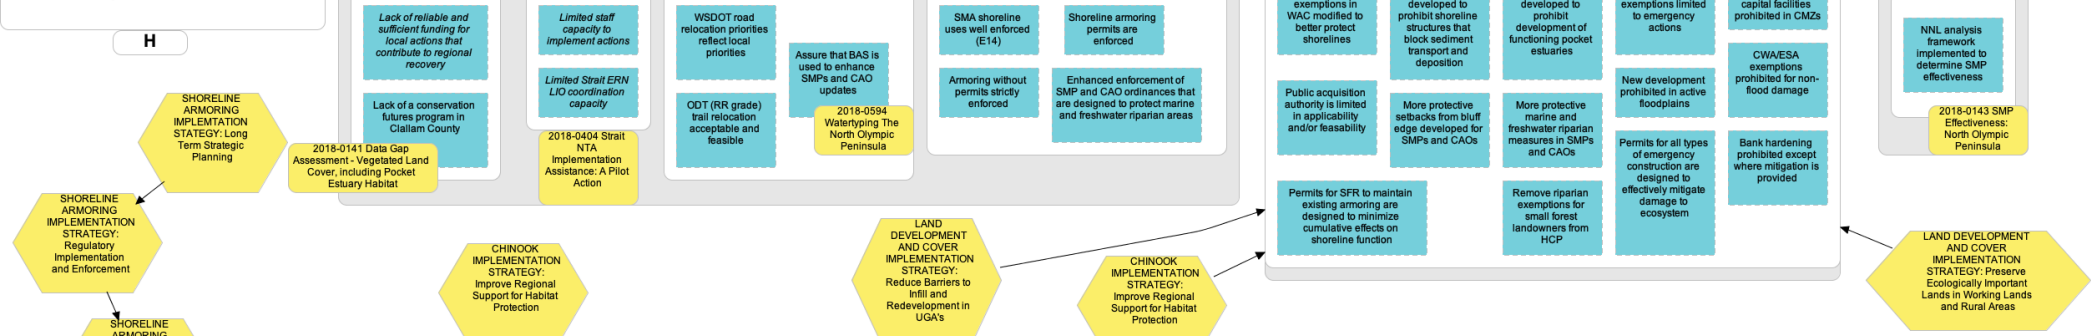 H
SHORELINE
ARMORING
IMPLEMTATION
STATEGY: Long
Term Strategic
Planning
SHORELINE
ARMORING
IMPLEMENTATION
STRATEGY:
Regulatory
Implementation
and Enforcement
SHORELINE
ARMORING
Lack of reliable and
sufficient funding for
local actions that
contribute to regional
recovery
Lack of a conservation
futures program in
Clallam County
2018-0141 Data Gap
Assessment - Vegetated Land
Cover, including Pocket
Estuary Habitat
Limited staff
capacity to
implement actions
Limited Strait ERN
LIO coordination
capacity
2018-0404 Strait
NTA
Implementation
Assistance: A Pilot
Action
WSDOT road
relocation priorities
reflect local
priorities
ODT (RR grade)
trail relocation
acceptable and
feasible
Assure that BAS is
used to enhance
SMPs and CAO
updates
2018-0594
Watertyping The
North Olympic
Peninsula
SMA shoreline
uses well enforced
(E14)
Armoring without
permits strictly
enforced
Shoreline armoring
permits are
enforced
Enhanced enforcement of
SMP and CAO ordinances that
are designed to protect marine
and freshwater riparian areas
CHINOOK
IMPLEMENTATION
STRATEGY:
Improve Regional
Support for Habitat
Protection
LAND
DEVELOPMENT
AND COVER
IMPLEMENTATION
STRATEGY:
Reduce Barriers to
Infill and
Redevelopment in
UGA's
CHINOOK
IMPLEMENTATION
STRATEGY:
Improve Regional
Support for Habitat
Protection
exemptions in
WAC modified to
better protect
shorelines
Public acquisition
authority is limited
in applicability
and/or feasability
Permits for SFR to maintain
existing armoring are
designed to minimize
cumulative effects on
shoreline function
developed to
prohibit shoreline
structures that
block sediment
transport and
deposition
More protective
setbacks from bluff
edge developed for
SMPs and CAOs
developed to
prohibit
development of
functioning pocket
estuaries
More protective
marine and
freshwater riparian
measures in SMPs
and CAOs
Remove riparian
exemptions for
small forest
landowners from
HCP
exemptions limited
to emergency
actions
New development
prohibited in active
floodplains
Permits for all types
of emergency
construction are
designed to
effectively mitigate
damage to
ecosystem
capital facilities
prohibited in CMZs
CWA/ESA
exemptions
prohibited for non-
flood damage
Bank hardening
prohibited except
where mitigation is
provided
NNL analysis
framework
implemented to
determine SMP
effectiveness
2018-0143 SMP
Effectiveness:
North Olympic
Peninsula
LAND DEVELOPMENT
AND COVER
IMPLEMENTATION
STRATEGY: Preserve
Ecologically Important
Lands in Working Lands
and Rural Areas